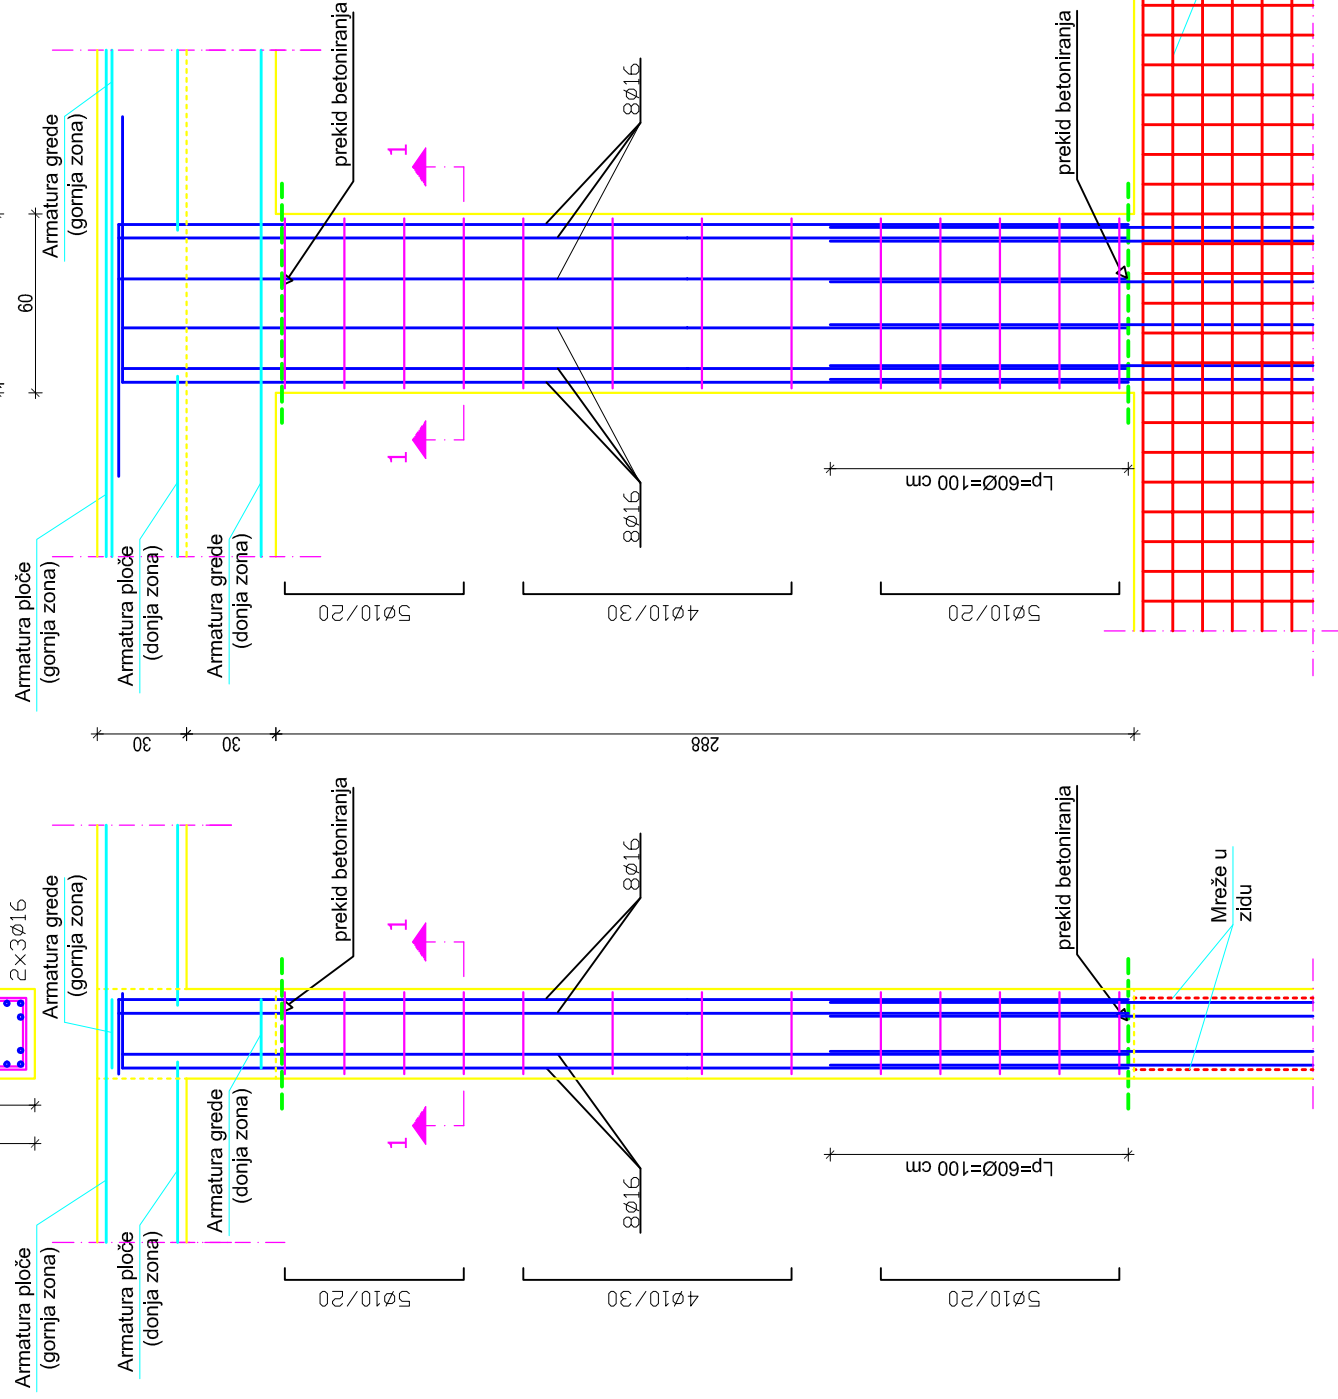 Armatura ploče
(gornja zona)
Armatura ploče
(donja zona)
Armatura grede
(donja zona)
Armatura grede
(gornja zona)
60
prekid betoniranja
1
1
8ø16
8ø16
prekid betoniranja
Lp=60Ø=100 cm
5ø10/20
4ø10/30
5ø10/20
30
30
288
2×3ø16
Armatura grede
(gornja zona)
prekid betoniranja
1
1
8ø16
8ø16
prekid betoniranja
Mreže u
zidu
Lp=60Ø=100 cm
Armatura ploče
(gornja zona)
Armatura ploče
(donja zona)
Armatura grede
(donja zona)
5ø10/20
4ø10/30
5ø10/20